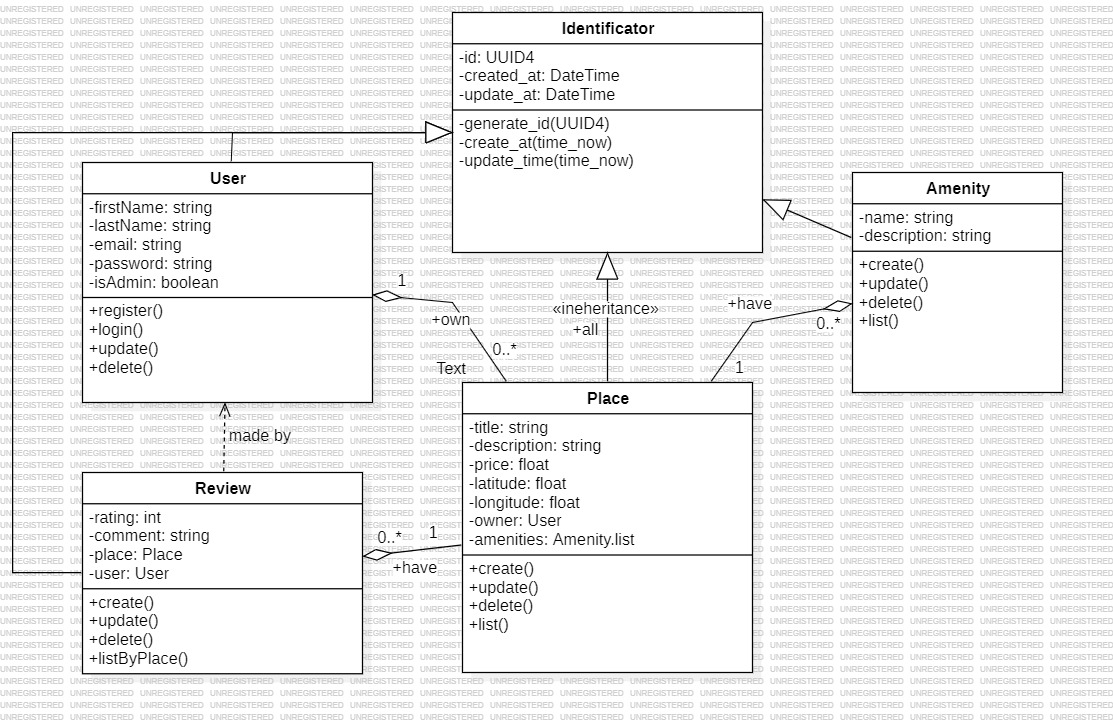 Identificator
-id: UUID4
-created_at: DateTime
-update_at: DateTime
-generate_id(UUID4)
-create_at(time_now)
-update_time(time_now)
User
-firstName: string
-lastName: string
-email: string
-password: string
-isAdmin: boolean
+register()
+login()
+update()
+delete()
Amenity
-name: string
-description: string
+create()
+update()
+delete()
+list()
1
+own
0..*
Text
«ineheritance»
+all
+have
0..*
1
made by
Place
-title: string
-description: string
-price: float
-latitude: float
-longitude: float
-owner: User
-amenities: Amenity.list
+create()
+update()
+delete()
+list()
Review
-rating: int
-comment: string
-place: Place
-user: User
+create()
+update()
+delete()
+listByPlace()
0..*
1
+have
UNREGISTERED